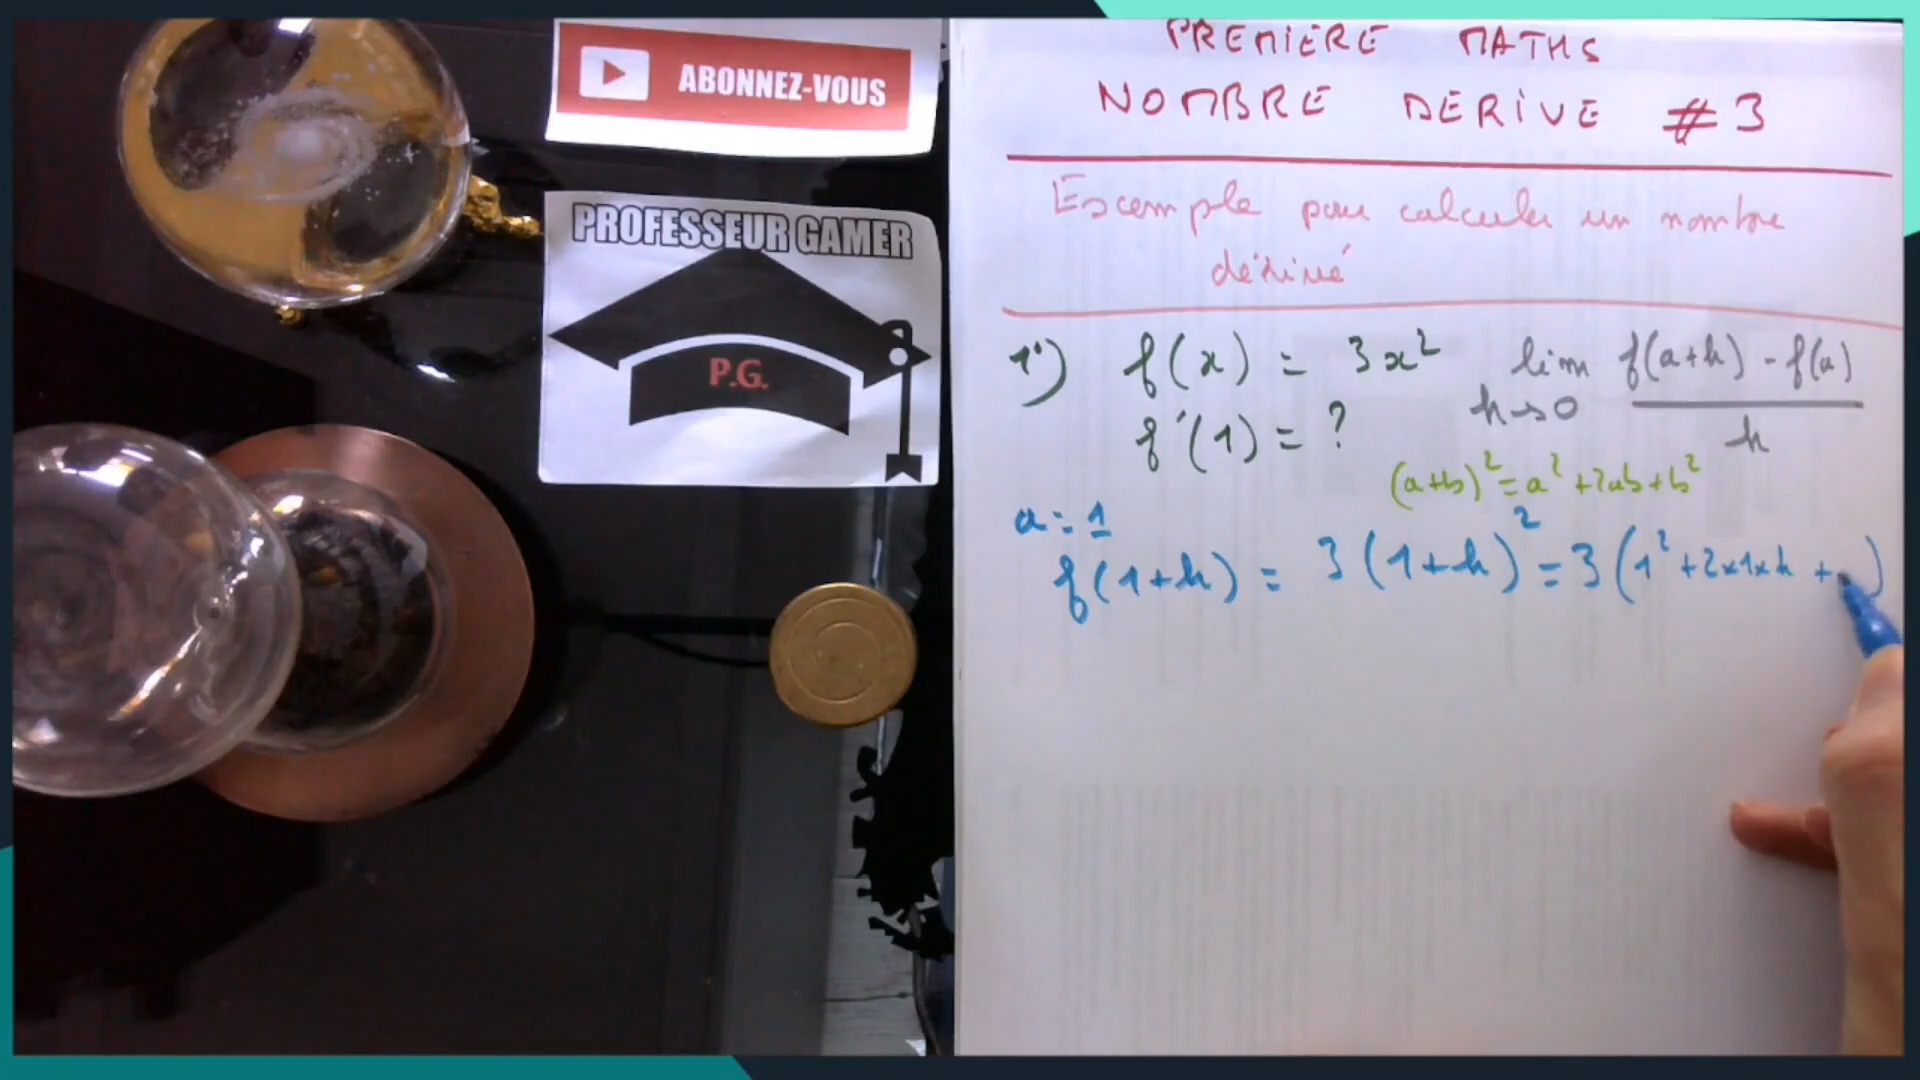 ABONNEZ-VOUS
PROFESSEUR GAMER
P.G.
PREMIERE MATHS
NOMBRE DERIVE #3
Exemple pour calculer un nombre
dérivé
1°) f(x) = 3x²
f'(1) = ?
lim f(a+h) - f(a)
h→0 h
(a+b)² = a² + 2ab + b²
a = 1
f(1+h) = 3(1+h)² = 3(1² + 2×1×h + )